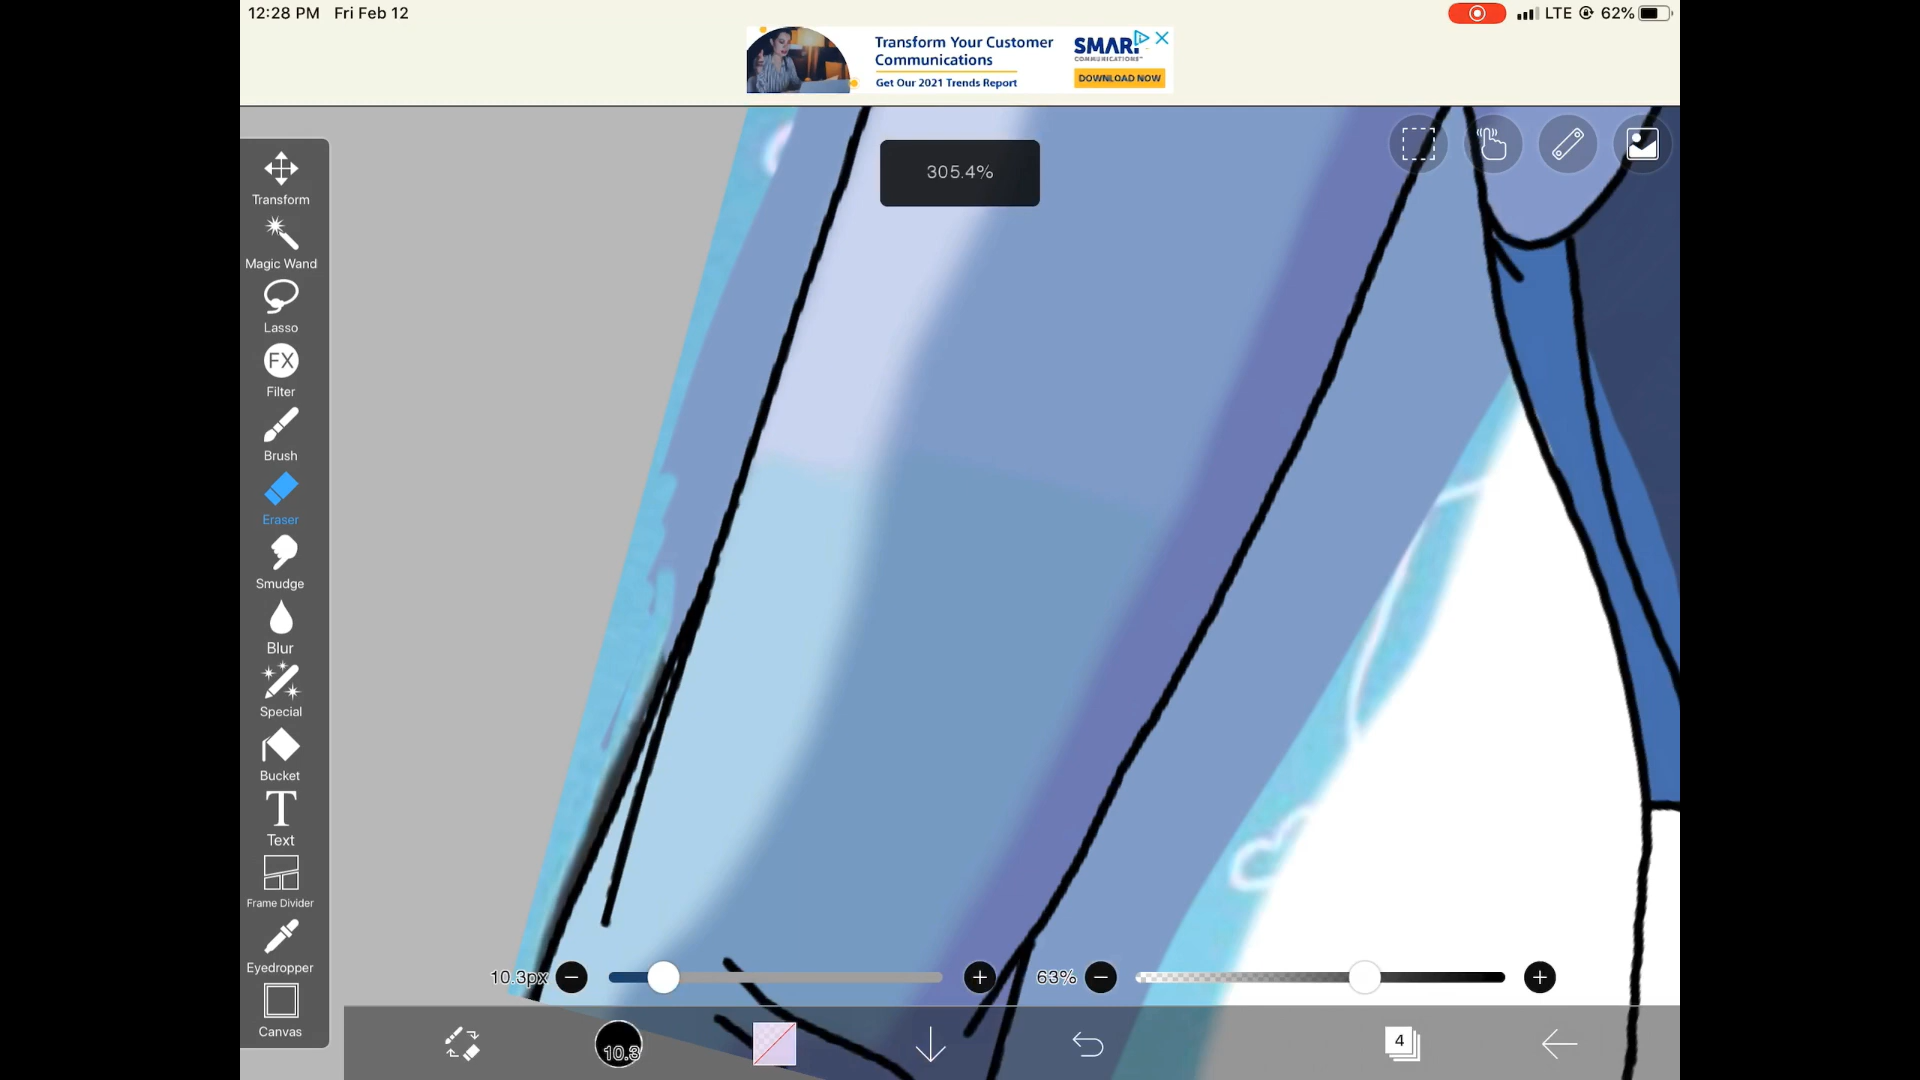 12:28 PM Fri Feb 12
LTE 62%
Transform Your Customer
Communications
Get Our 2021 Trends Report
SMAR
COMMUNICATIONS
DOWNLOAD NOW
305.4%
Transform
Magic Wand
Lasso
FX
Filter
Brush
Eraser
Smudge
Blur
Special
Bucket
T
Text
Frame Divider
Eyedropper
Canvas
10.3px
63%
10.3
4